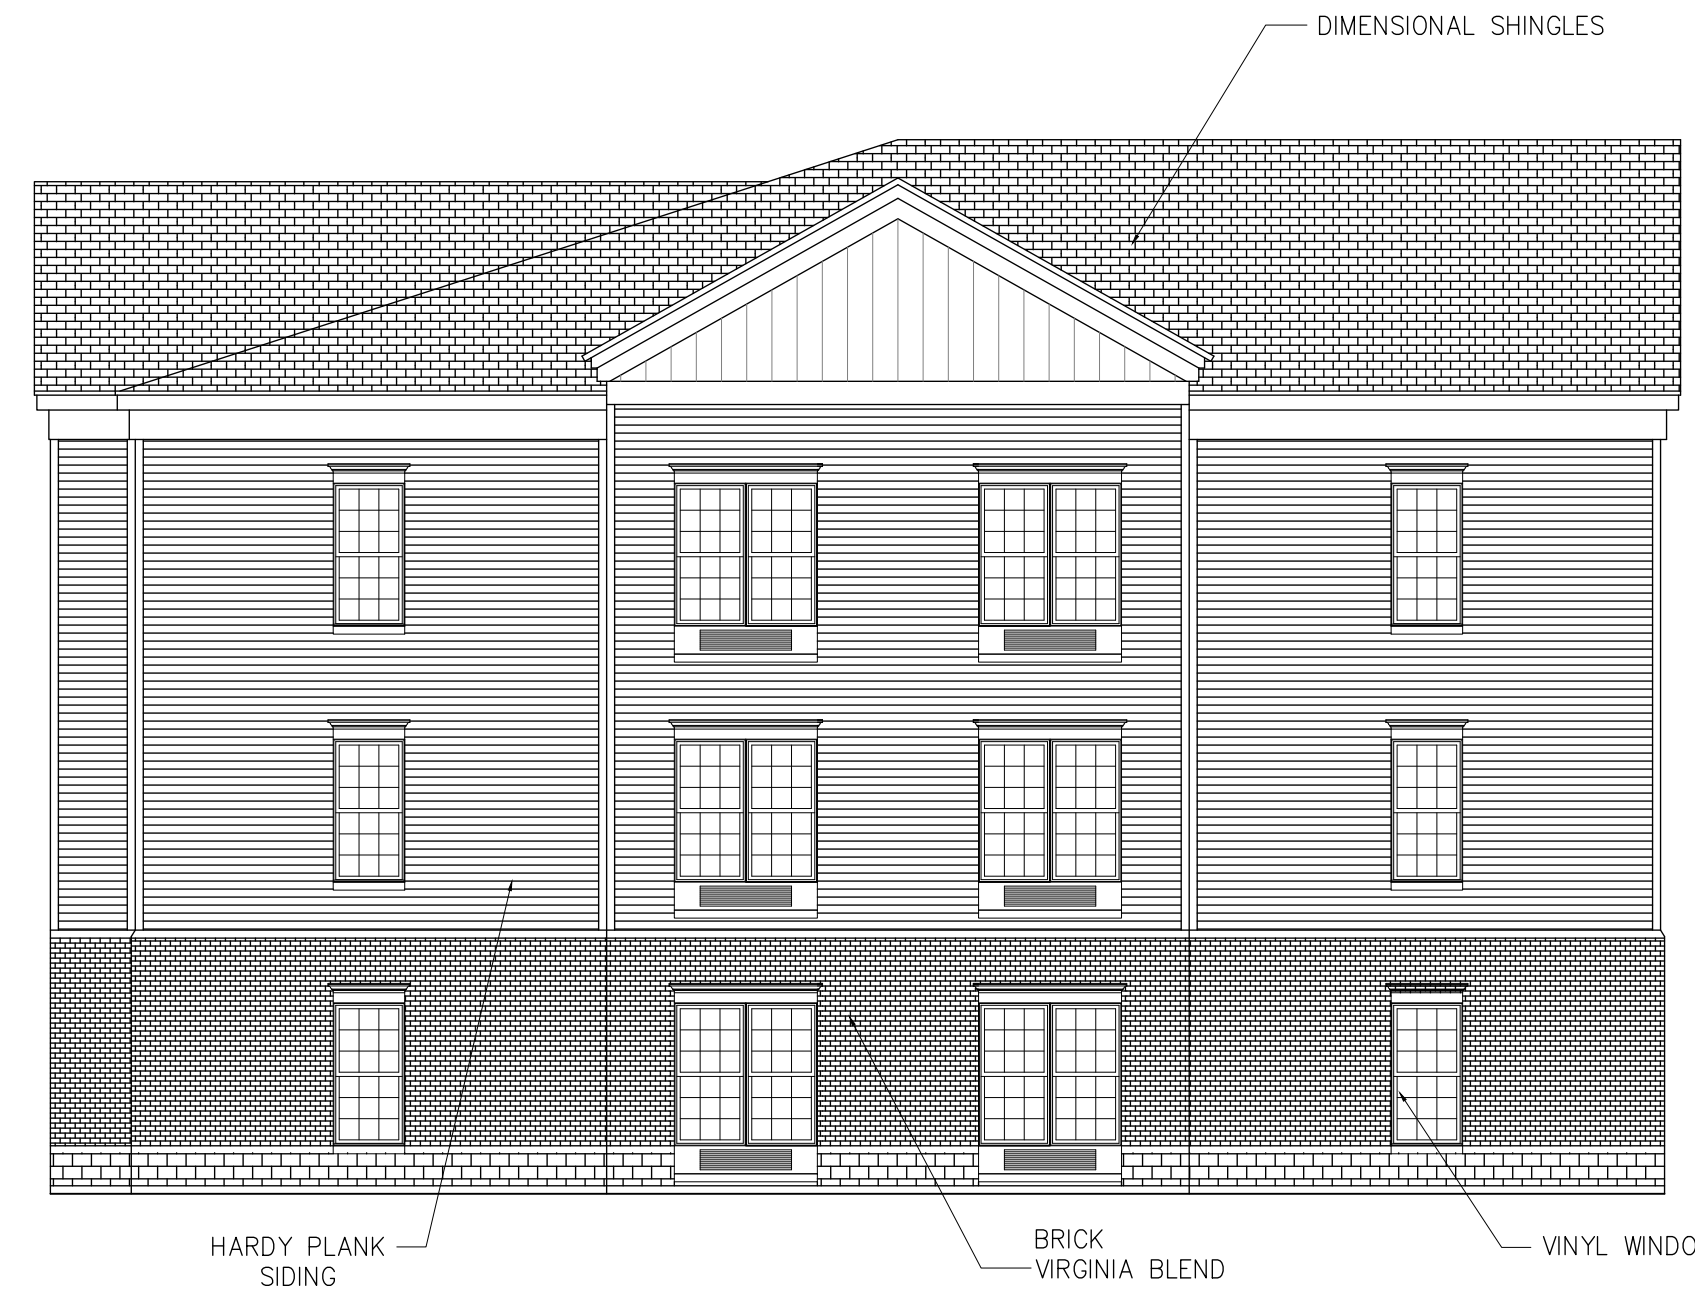 DIMENSIONAL SHINGLES
HARDY PLANK
SIDING
BRICK
VIRGINIA BLEND
VINYL WINDO